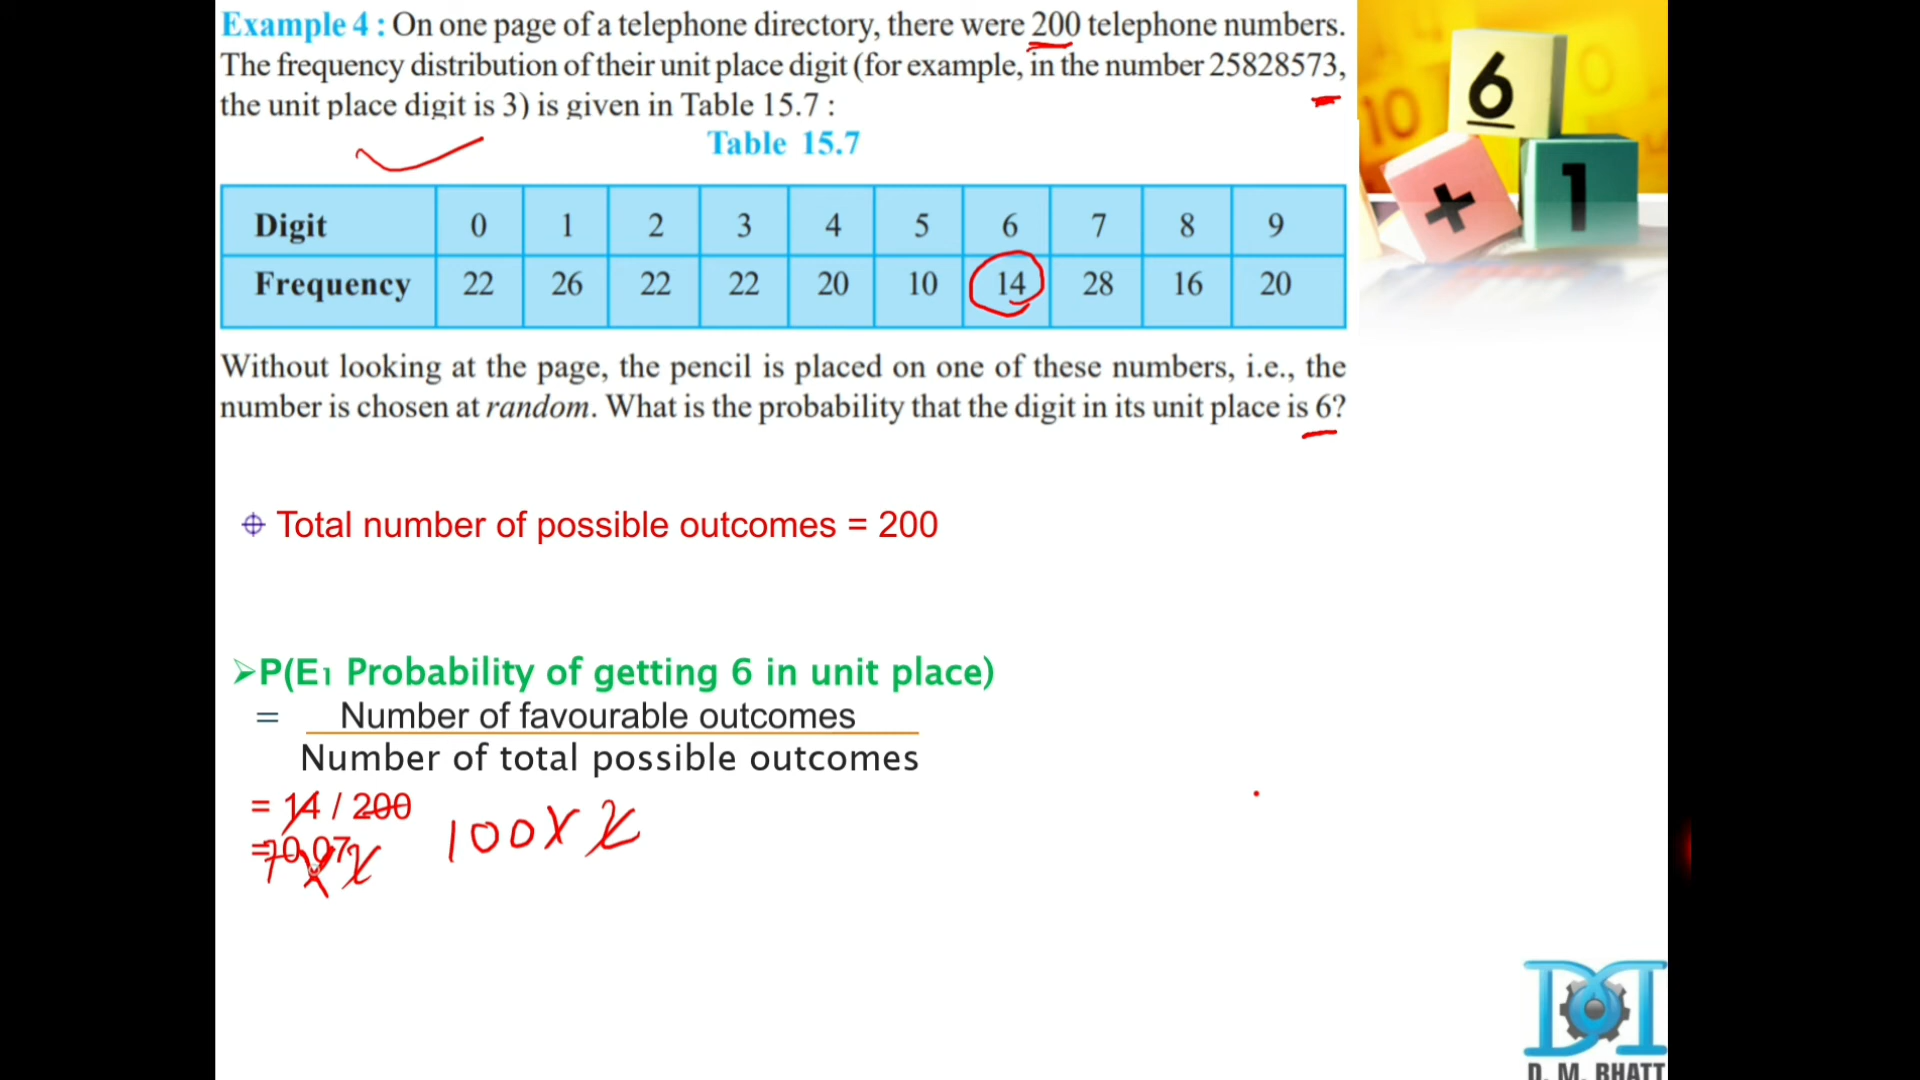 Example 4 : On one page of a telephone directory, there were 200 telephone numbers.
The frequency distribution of their unit place digit (for example, in the number 25828573,
the unit place digit is 3) is given in Table 15.7 :
Table 15.7
Digit 0 1 2 3 4 5 6 7 8 9
Frequency 22 26 22 22 20 10 14 28 16 20
Without looking at the page, the pencil is placed on one of these numbers, i.e., the
number is chosen at random. What is the probability that the digit in its unit place is 6?
Total number of possible outcomes = 200
P(E₁ Probability of getting 6 in unit place)
= Number of favourable outcomes
Number of total possible outcomes
= 14 / 200
100 x 2
= 0.07
7 x 2
6
+ 1
10
D. M. BHATT